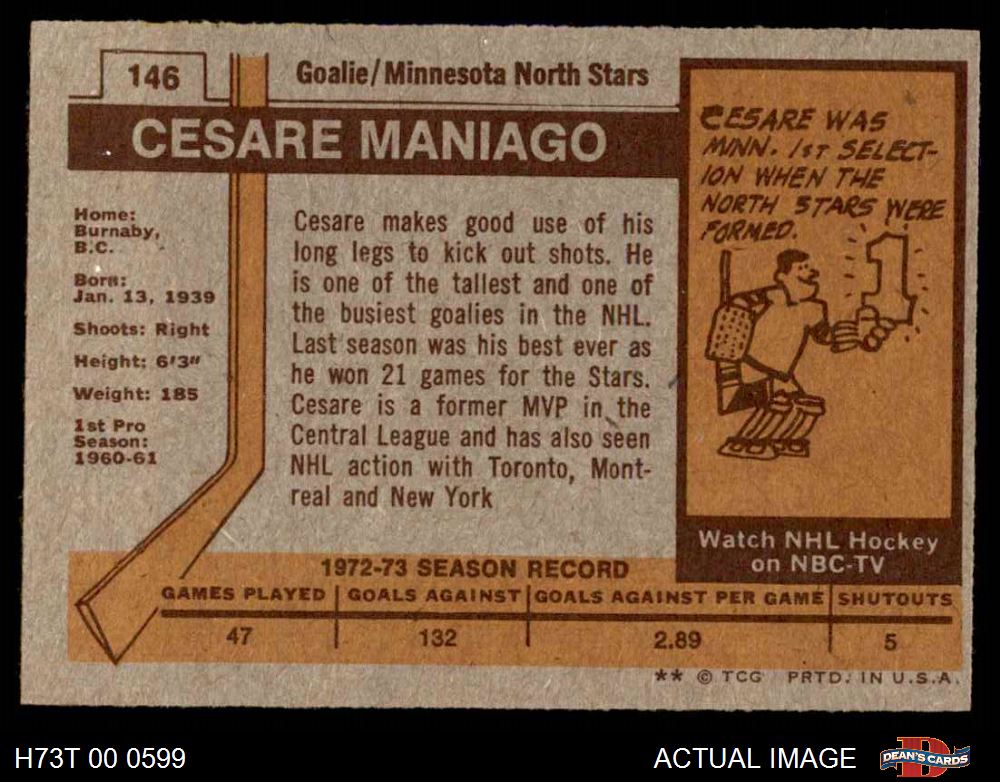 146
Goalie/Minnesota North Stars
CESARE MANIAGO
Home:
Burnaby,
B.C.
Born:
Jan. 13, 1939
Shoots: Right
Height: 6'3"
Weight: 185
1st Pro
Season:
1960-61
Cesare makes good use of his
long legs to kick out shots. He
is one of the tallest and one of
the busiest goalies in the NHL.
Last season was his best ever as
he won 21 games for the Stars.
Cesare is a former MVP in the
Central League and has also seen
NHL action with Toronto, Mont-
real and New York
CESARE WAS
MINN. 1ST SELECT-
ION WHEN THE
NORTH STARS WERE
FORMED.
1
Watch NHL Hockey
on NBC-TV
1972-73 SEASON RECORD
GAMES PLAYED GOALS AGAINST GOALS AGAINST PER GAME SHUTOUTS
47 132 2.89 5
** © TCG PRTD. IN U.S.A.
H73T 00 0599
ACTUAL IMAGE
DEAN'S CARDS